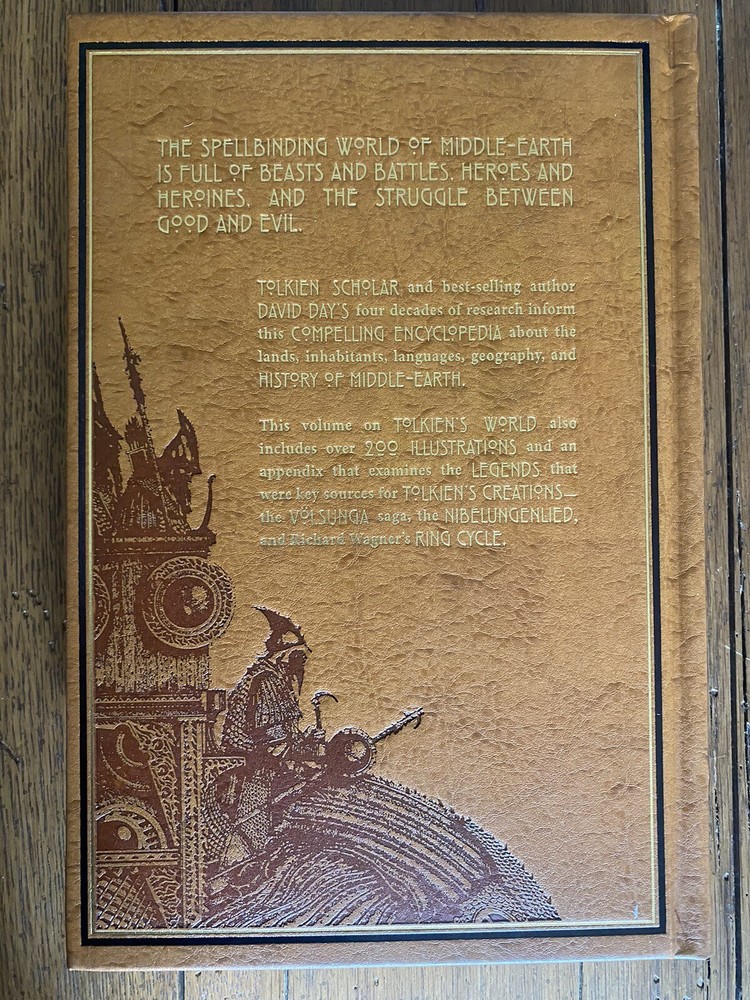 THE SPELLBINDING WORLD OF MIDDLE-EARTH
IS FULL OF BEASTS AND BATTLES, HEROES AND
HEROINES, AND THE STRUGGLE BETWEEN
GOOD AND EVIL.
TOLKIEN SCHOLAR and best-selling author
DAVID DAY'S four decades of research inform
this COMPELLING ENCYCLOPEDIA about the
lands, inhabitants, languages, geography, and
HISTORY OF MIDDLE-EARTH.
This volume on TOLKIEN'S WORLD also
includes over 200 ILLUSTRATIONS and an
appendix that examines the LEGENDS that
were key sources for TOLKIEN'S CREATIONS—
the VÖLSUNGA saga, the NIBELUNGENLIED,
and Richard Wagner's RING CYCLE.